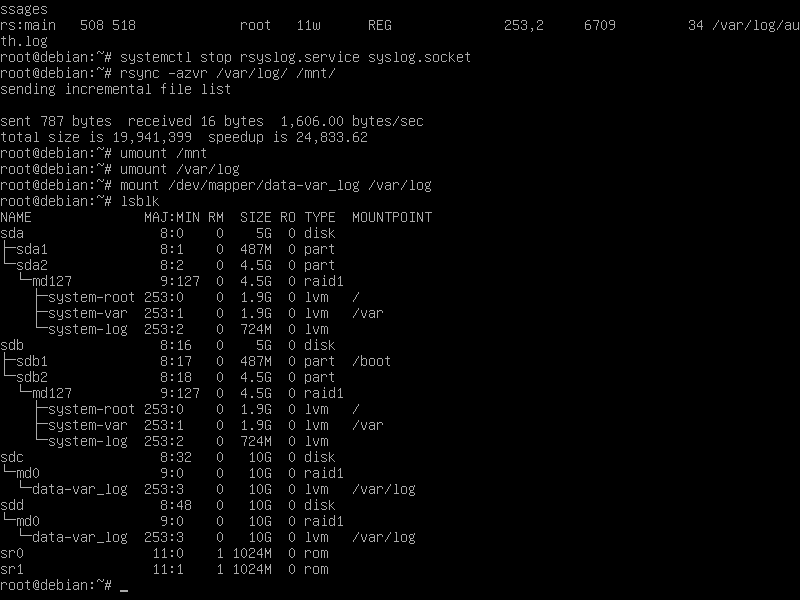 ssages
rs:main   508 518             root   11w      REG              253,2     6709         34 /var/log/au
th.log
root@debian:~# systemctl stop rsyslog.service syslog.socket
root@debian:~# rsync -azvr /var/log/ /mnt/
sending incremental file list

sent 787 bytes  received 16 bytes  1,606.00 bytes/sec
total size is 19,941,399  speedup is 24,833.62
root@debian:~# umount /mnt
root@debian:~# umount /var/log
root@debian:~# mount /dev/mapper/data-var_log /var/log
root@debian:~# lsblk
NAME              MAJ:MIN RM  SIZE RO TYPE  MOUNTPOINT
sda                 8:0    0    5G  0 disk
├─sda1              8:1    0  487M  0 part
└─sda2              8:2    0  4.5G  0 part
  └─md127           9:127  0  4.5G  0 raid1
    ├─system-root 253:0    0  1.9G  0 lvm   /
    ├─system-var  253:1    0  1.9G  0 lvm   /var
    └─system-log  253:2    0  724M  0 lvm
sdb                 8:16   0    5G  0 disk
├─sdb1              8:17   0  487M  0 part  /boot
└─sdb2              8:18   0  4.5G  0 part
  └─md127           9:127  0  4.5G  0 raid1
    ├─system-root 253:0    0  1.9G  0 lvm   /
    ├─system-var  253:1    0  1.9G  0 lvm   /var
    └─system-log  253:2    0  724M  0 lvm
sdc                 8:32   0   10G  0 disk
└─md0               9:0    0   10G  0 raid1
  └─data-var_log  253:3    0   10G  0 lvm   /var/log
sdd                 8:48   0   10G  0 disk
└─md0               9:0    0   10G  0 raid1
  └─data-var_log  253:3    0   10G  0 lvm   /var/log
sr0                11:0    1 1024M  0 rom
sr1                11:1    1 1024M  0 rom
root@debian:~# _